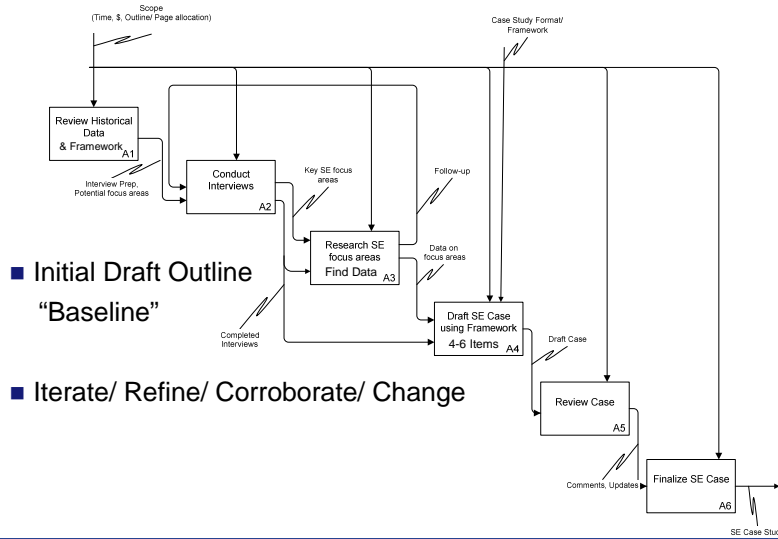 Scope
(Time, $, Outline/ Page allocation)
Case Study Format/
Framework
Review Historical
Data
& Framework
A1
Interview Prep,
Potential focus areas
Conduct
Interviews
A2
Key SE focus
areas
Follow-up
Research SE
focus areas
Find Data
A3
Data on
focus areas
Completed
Interviews
Draft SE Case
using Framework
4-6 Items
A4
Draft Case
Review Case
A5
Comments, Updates
Finalize SE Case
A6
SE Case Stud
■ Initial Draft Outline
“Baseline”
■ Iterate/ Refine/ Corroborate/ Change